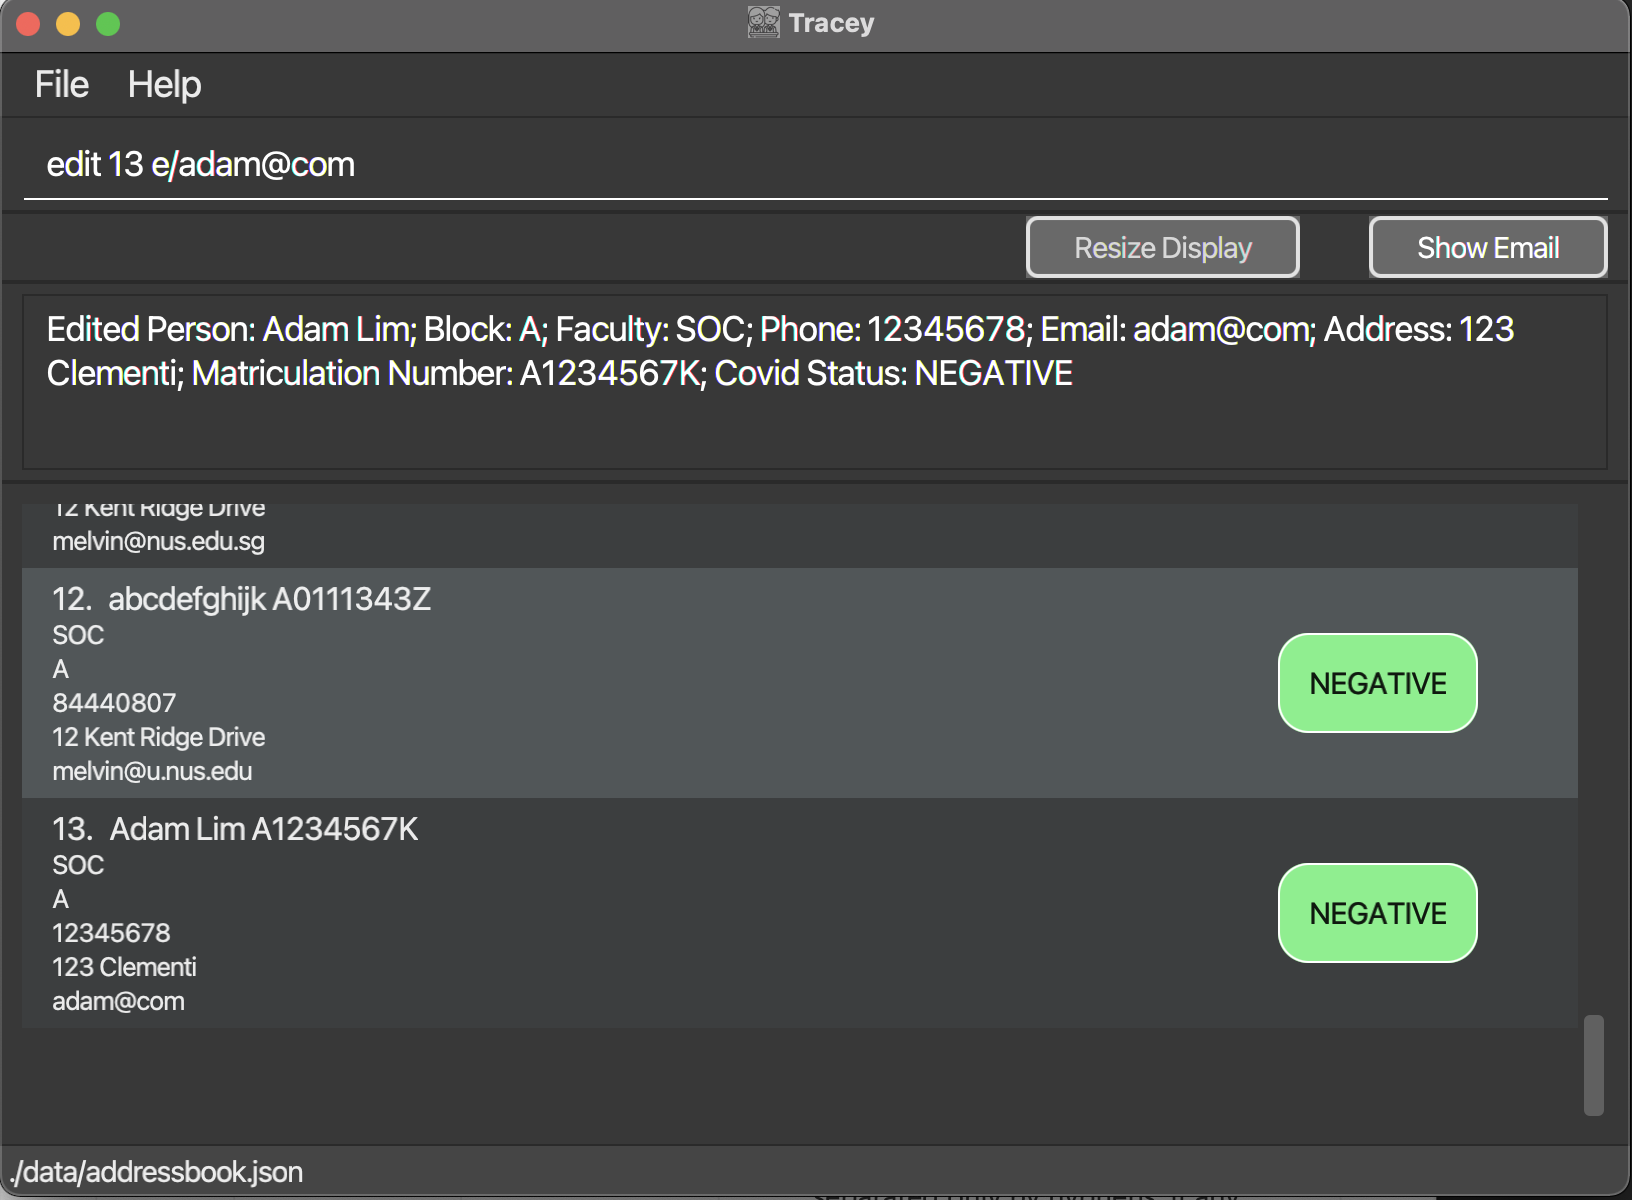 Tracey
File Help
edit 13 e/adam@com
Resize Display Show Email
Edited Person: Adam Lim; Block: A; Faculty: SOC; Phone: 12345678; Email: adam@com; Address: 123
Clementi; Matriculation Number: A1234567K; Covid Status: NEGATIVE
12 Kent Ridge Drive
melvin@nus.edu.sg
12. abcdefghijk A0111343Z
SOC
A
84440807
12 Kent Ridge Drive
melvin@u.nus.edu
NEGATIVE
13. Adam Lim A1234567K
SOC
A
12345678
123 Clementi
adam@com
NEGATIVE
./data/addressbook.json